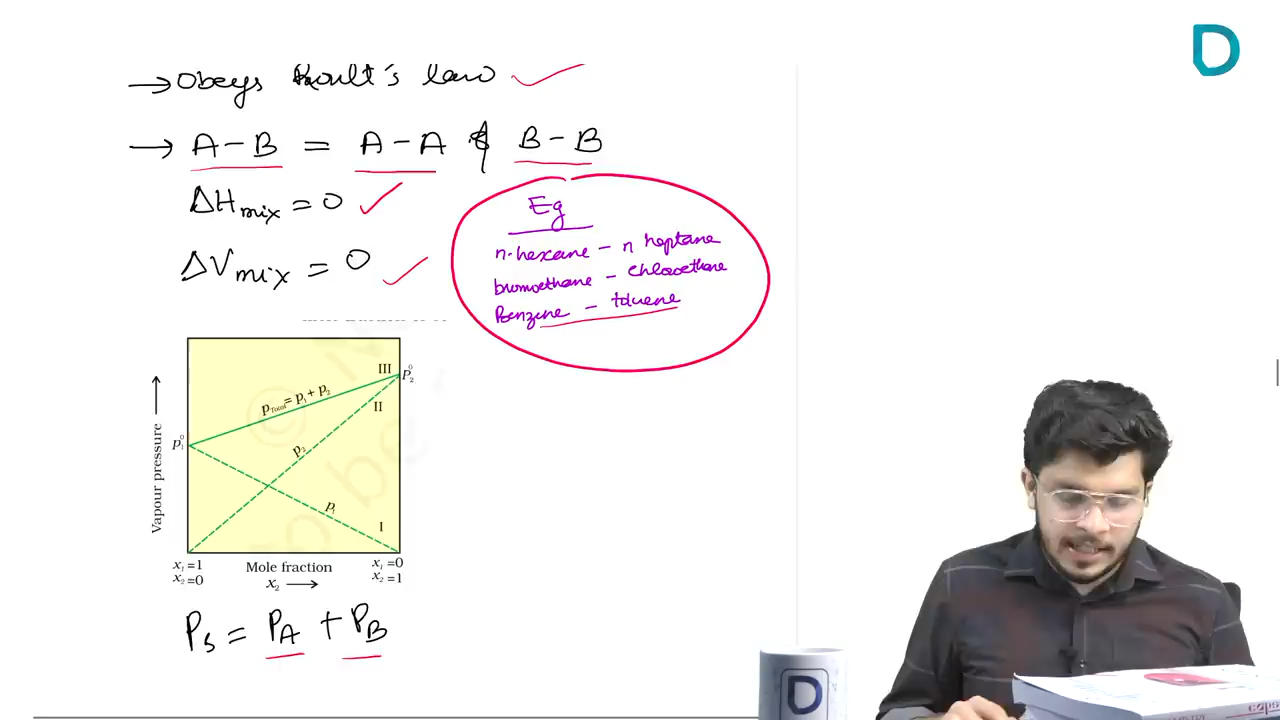 D
→ Obeys Roult's law ✓
→ A - B = A - A & B - B
ΔHmix = 0 ✓
ΔVmix = 0 ✓
Eg
n-hexane - n heptane
bromoethane - chloroethane
Benzene - toluene
III p₂⁰
pTotal = p₁ + p₂
II
p₁⁰
p₂
p₁
I
Vapour pressure →
x₁=1 x₁=0
x₂=0 x₂=1
Mole fraction
x₂ →
Ps = PA + PB
D